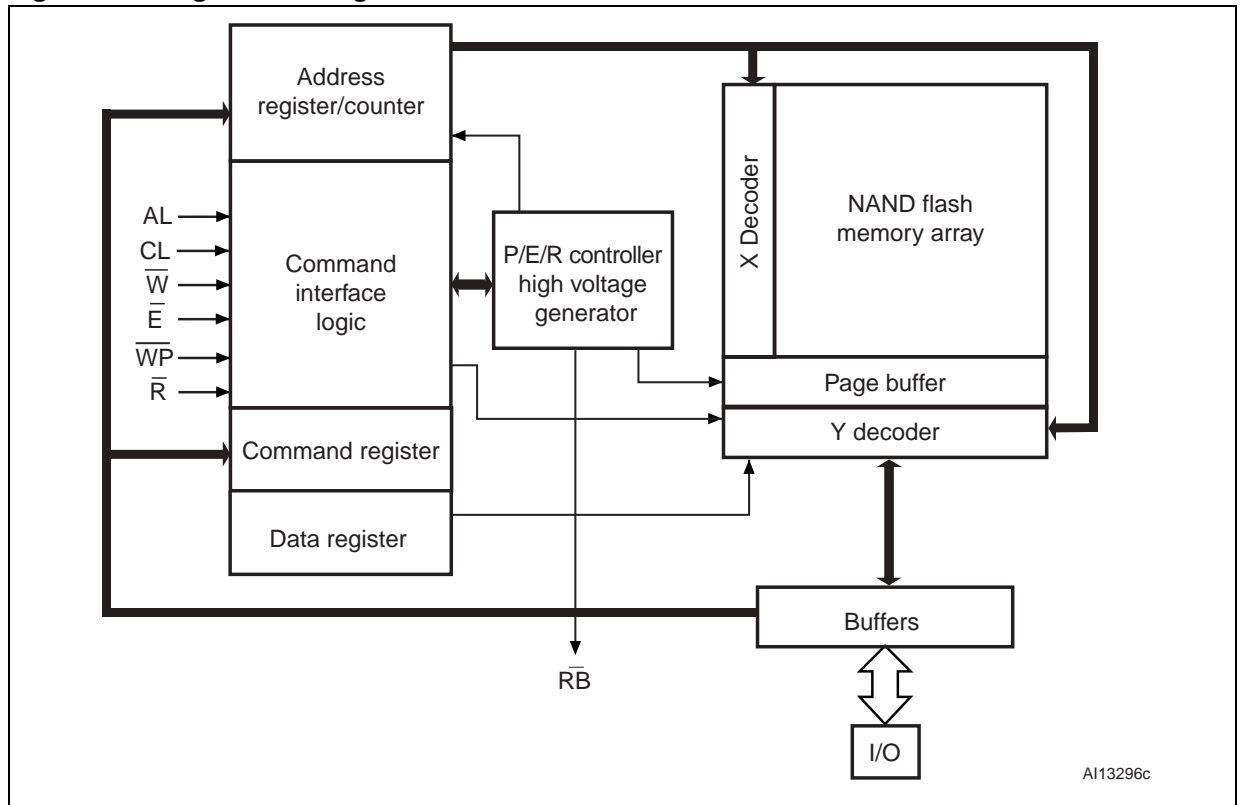 Address
register/counter
AL
CL
W̅
E̅
W̅P̅
R̅
Command
interface
logic
Command register
Data register
P/E/R controller
high voltage
generator
RB̅
X Decoder
NAND flash
memory array
Page buffer
Y decoder
Buffers
I/O
AI13296c